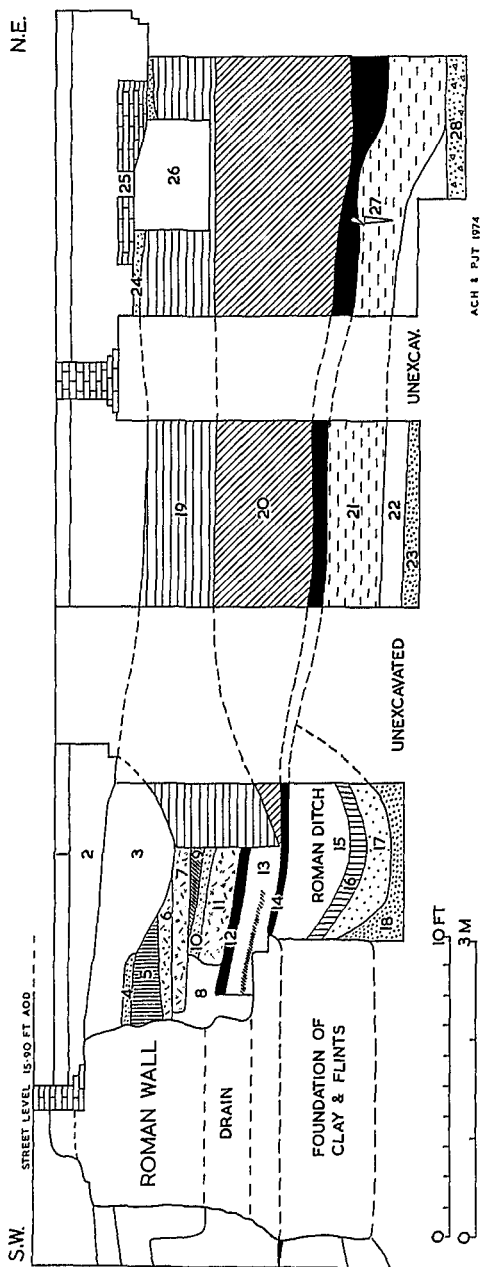 S.W.
N.E.
STREET LEVEL 15·90 FT AOD
1
2
3
4
5
6
7
8
9
10
11
12
13
14
15
16
17
18
ROMAN WALL
DRAIN
FOUNDATION OF
CLAY & FLINTS
ROMAN DITCH
UNEXCAVATED
19
20
21
22
23
UNEXCAV.
24
25
26
27
28
0 10 FT
0 3 M
ACH & PJT 1974